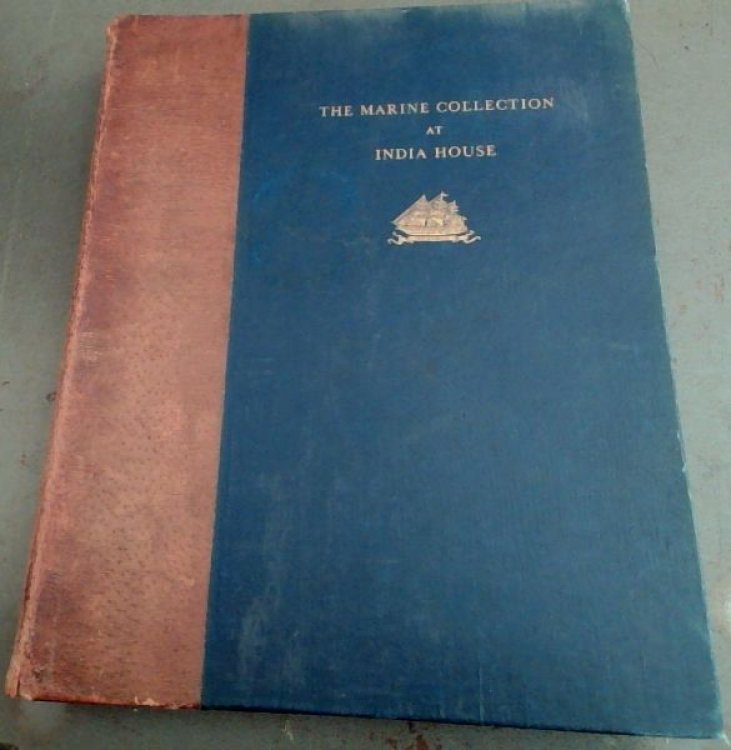 THE MARINE COLLECTION
AT
INDIA HOUSE